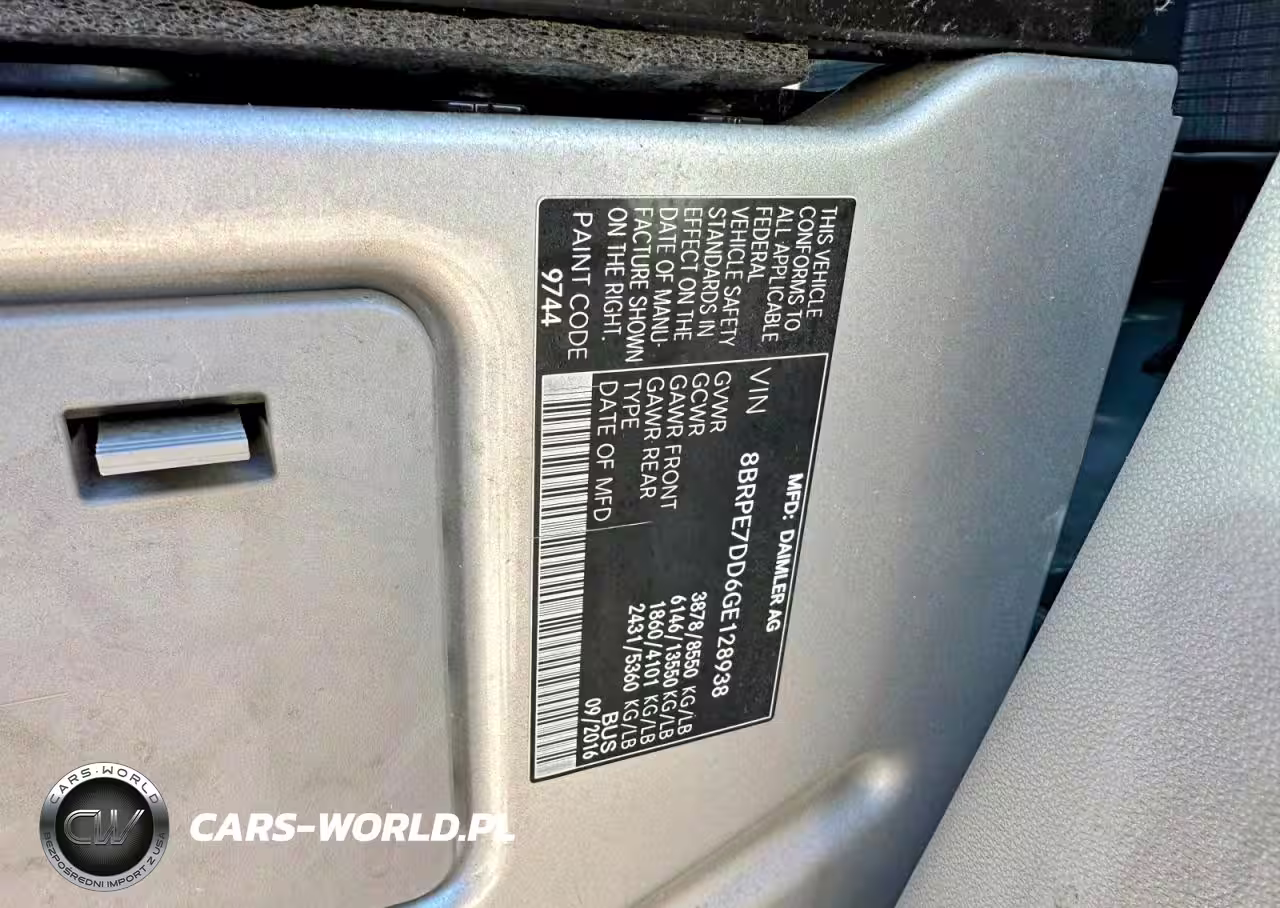 THIS VEHICLE
CONFORMS TO
ALL APPLICABLE
FEDERAL
VEHICLE SAFETY
STANDARDS IN
EFFECT ON THE
DATE OF MANU-
FACTURE SHOWN
ON THE RIGHT.
PAINT CODE
9744
MFD: DAIMLER AG
VIN 8BRPE7DD6GE128938
GVWR 3878/8550 KG/LB
GCWR 6146/13550 KG/LB
GAWR FRONT 1860/4101 KG/LB
GAWR REAR 2431/5360 KG/LB
TYPE BUS
DATE OF MFD 09/2016
CARS-WORLD
CW
BEZPOŚREDNI IMPORT Z USA
CARS-WORLD.PL